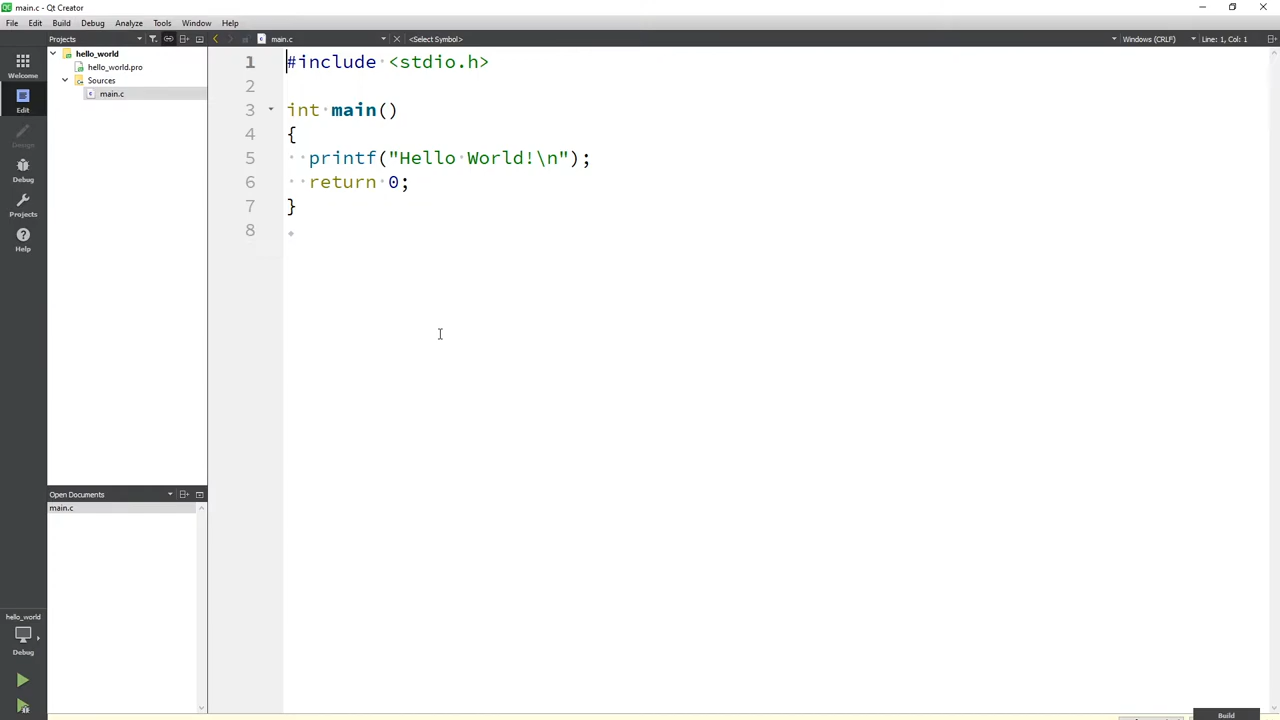 main.c - Qt Creator
File Edit Build Debug Analyze Tools Window Help
Projects
main.c
<Select Symbol>
Windows (CRLF)
Line: 1, Col: 1
Welcome
Edit
Design
Debug
Projects
Help
hello_world
hello_world.pro
Sources
main.c
1 #include <stdio.h>
2
3 int main()
4 {
5 printf("Hello World!\n");
6 return 0;
7 }
8
Open Documents
main.c
hello_world
Debug
Build